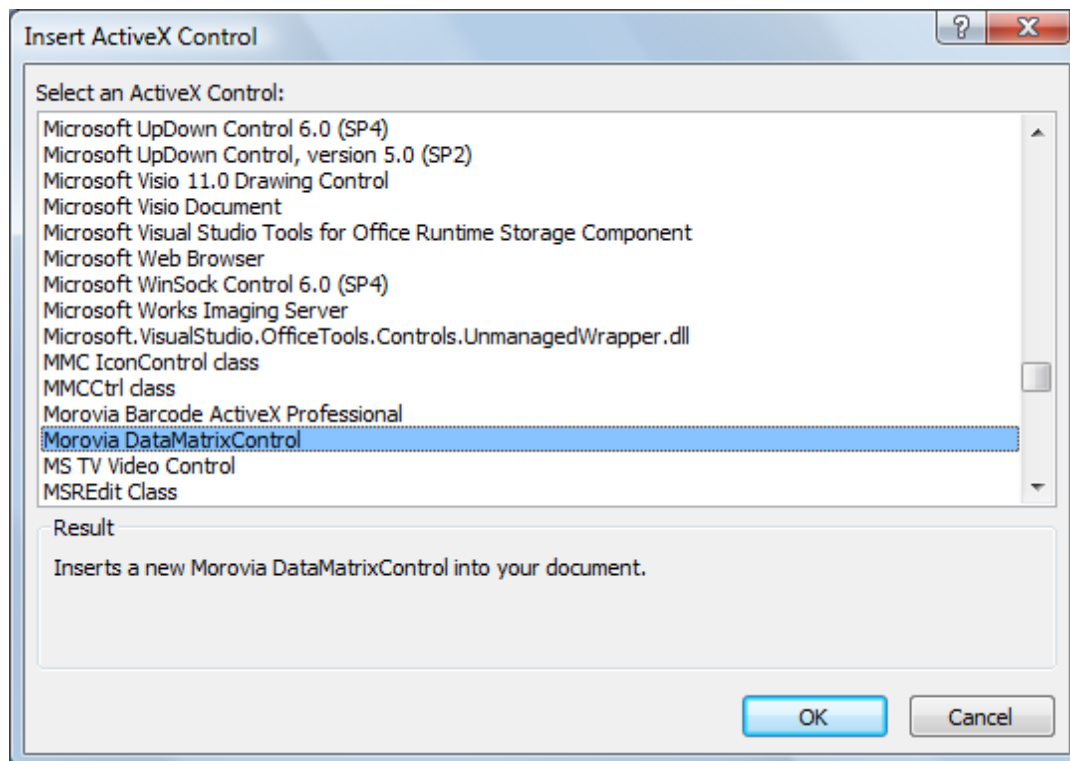 Insert ActiveX Control
Select an ActiveX Control:
Microsoft UpDown Control 6.0 (SP4)
Microsoft UpDown Control, version 5.0 (SP2)
Microsoft Visio 11.0 Drawing Control
Microsoft Visio Document
Microsoft Visual Studio Tools for Office Runtime Storage Component
Microsoft Web Browser
Microsoft WinSock Control 6.0 (SP4)
Microsoft Works Imaging Server
Microsoft.VisualStudio.OfficeTools.Controls.UnmanagedWrapper.dll
MMC IconControl class
MMCCtrl class
Morovia Barcode ActiveX Professional
Morovia DataMatrixControl
MS TV Video Control
MSREdit Class
Result
Inserts a new Morovia DataMatrixControl into your document.
OK Cancel